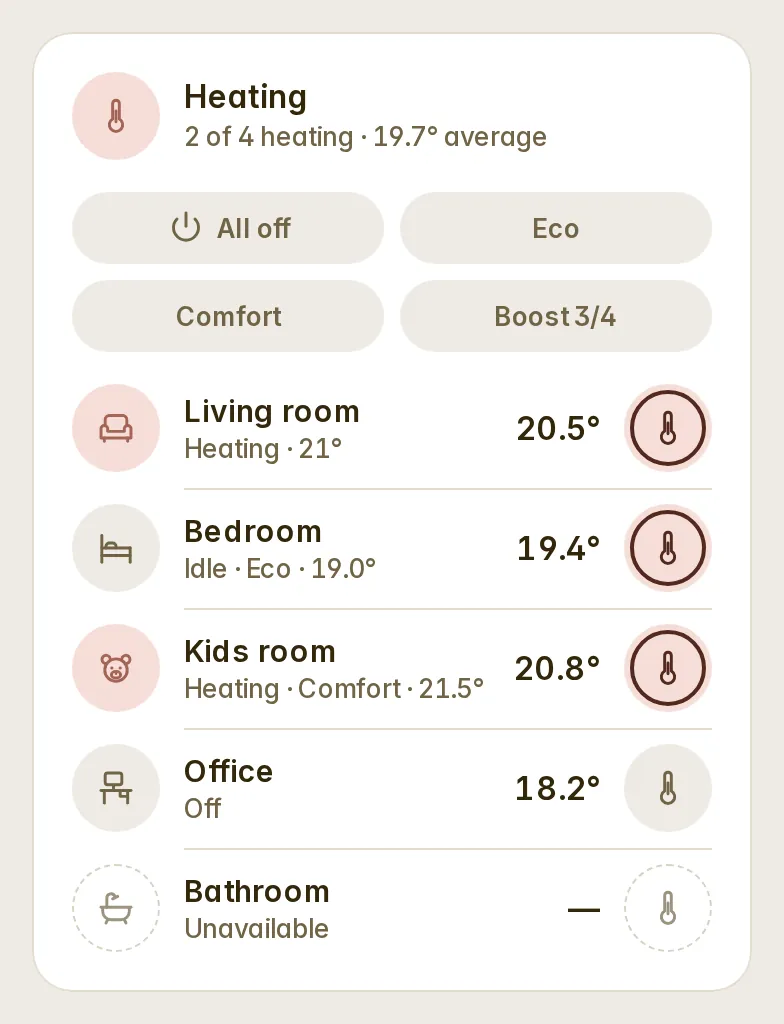 Heating
2 of 4 heating · 19.7° average
All off
Eco
Comfort
Boost 3/4
Living room
Heating · 21°
20.5°
Bedroom
Idle · Eco · 19.0°
19.4°
Kids room
Heating · Comfort · 21.5°
20.8°
Office
Off
18.2°
Bathroom
Unavailable
—